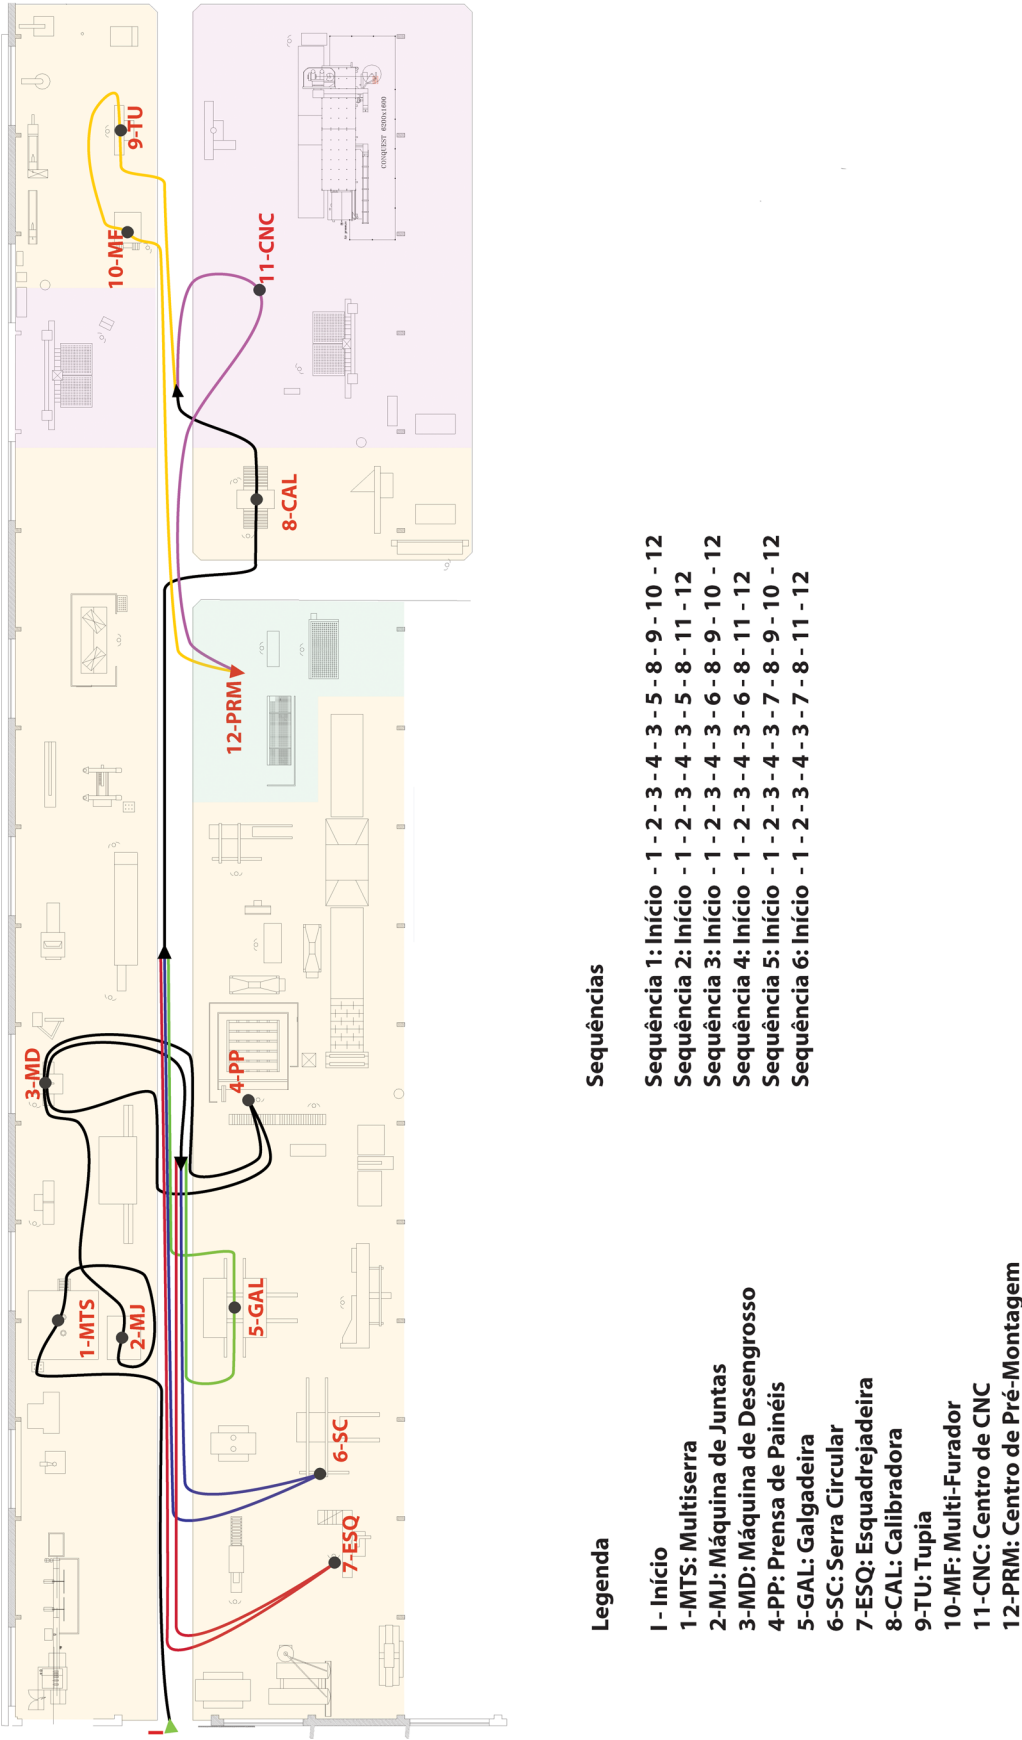 I
1-MTS
2-MJ
3-MD
4-PP
5-GAL
6-SC
7-ESQ
8-CAL
9-TU
10-MF
11-CNC
12-PRM
CONQUEST 6200x1600
Legenda
I - Início
1-MTS: Multiserra
2-MJ: Máquina de Juntas
3-MD: Máquina de Desengrosso
4-PP: Prensa de Painéis
5-GAL: Galgadeira
6-SC: Serra Circular
7-ESQ: Esquadrejadeira
8-CAL: Calibradora
9-TU: Tupia
10-MF: Multi-Furador
11-CNC: Centro de CNC
12-PRM: Centro de Pré-Montagem
Sequências
Sequência 1: Início - 1 - 2 - 3 - 4 - 3 - 5 - 8 - 9 - 10 - 12
Sequência 2: Início - 1 - 2 - 3 - 4 - 3 - 5 - 8 - 11 - 12
Sequência 3: Início - 1 - 2 - 3 - 4 - 3 - 6 - 8 - 9 - 10 - 12
Sequência 4: Início - 1 - 2 - 3 - 4 - 3 - 6 - 8 - 11 - 12
Sequência 5: Início - 1 - 2 - 3 - 4 - 3 - 7 - 8 - 9 - 10 - 12
Sequência 6: Início - 1 - 2 - 3 - 4 - 3 - 7 - 8 - 11 - 12